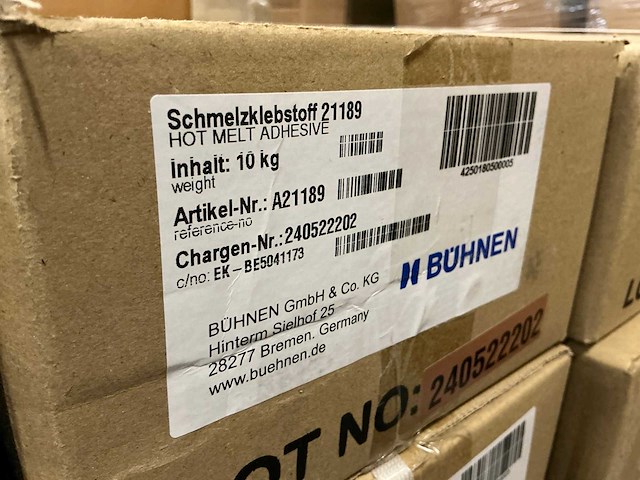 Schmelzklebstoff 21189
HOT MELT ADHESIVE
Inhalt: 10 kg
weight
Artikel-Nr.: A21189
reference-no
Chargen-Nr.: 240522202
c/no: EK-BE5041173
4250180500005
BÜHNEN
BÜHNEN GmbH & Co. KG
Hinterm Sielhof 25
28277 Bremen. Germany
www.buehnen.de
OT NO: 240522202